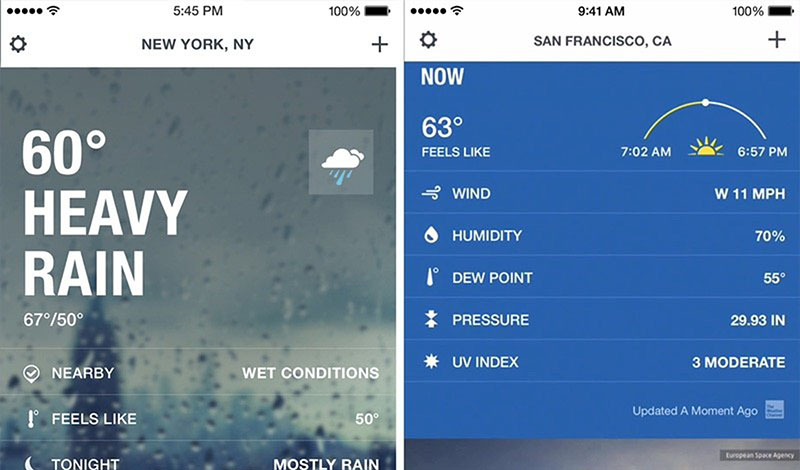 5:45 PM
100%
NEW YORK, NY
60°
HEAVY
RAIN
67°/50°
NEARBY WET CONDITIONS
FEELS LIKE 50°
TONIGHT MOSTLY RAIN
9:41 AM
100%
SAN FRANCISCO, CA
NOW
63°
FEELS LIKE
7:02 AM 6:57 PM
WIND W 11 MPH
HUMIDITY 70%
DEW POINT 55°
PRESSURE 29.93 IN
UV INDEX 3 MODERATE
Updated A Moment Ago
The Weather Channel
European Space Agency